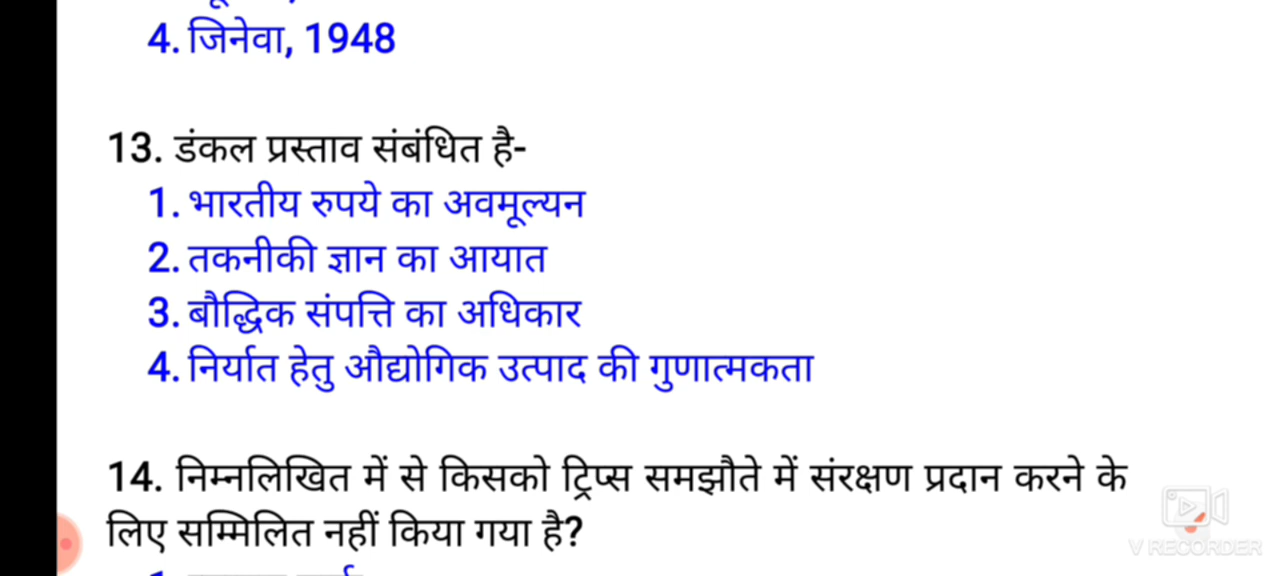 4. जिनेवा, 1948
13. डंकल प्रस्ताव संबंधित है-
1. भारतीय रुपये का अवमूल्यन
2. तकनीकी ज्ञान का आयात
3. बौद्धिक संपत्ति का अधिकार
4. निर्यात हेतु औद्योगिक उत्पाद की गुणात्मकता
14. निम्नलिखित में से किसको ट्रिप्स समझौते में संरक्षण प्रदान करने के
लिए सम्मिलित नहीं किया गया है?
V RECORDER